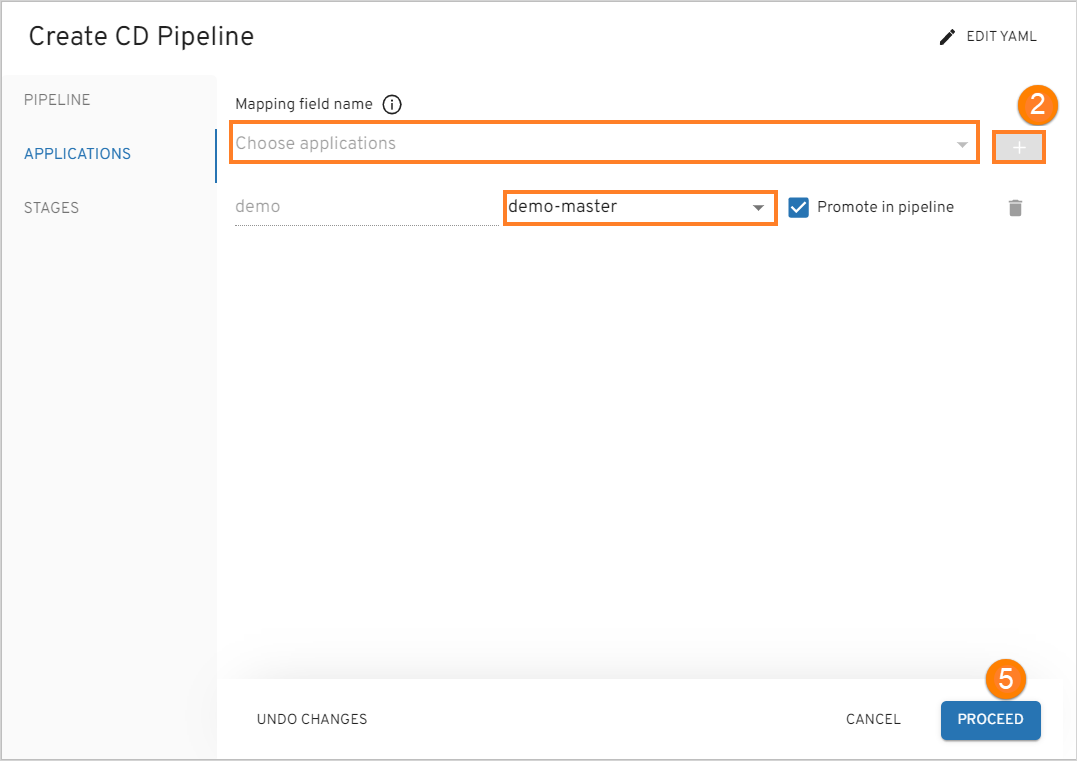 Create CD Pipeline
EDIT YAML
PIPELINE
APPLICATIONS
STAGES
Mapping field name
2
Choose applications
+
demo
demo-master
Promote in pipeline
5
UNDO CHANGES
CANCEL
PROCEED